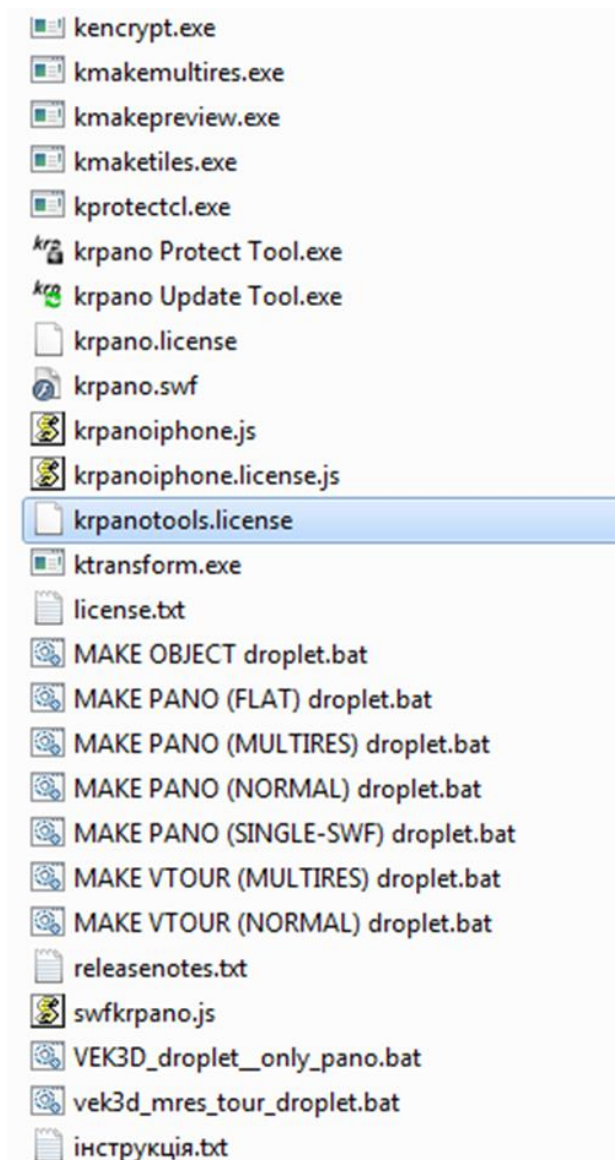 kencrypt.exe
kmakemultires.exe
kmakepreview.exe
kmaketiles.exe
kprotectcl.exe
krpano Protect Tool.exe
krpano Update Tool.exe
krpano.license
krpano.swf
krpanoiphone.js
krpanoiphone.license.js
krpanotools.license
ktransform.exe
license.txt
MAKE OBJECT droplet.bat
MAKE PANO (FLAT) droplet.bat
MAKE PANO (MULTIRES) droplet.bat
MAKE PANO (NORMAL) droplet.bat
MAKE PANO (SINGLE-SWF) droplet.bat
MAKE VTOUR (MULTIRES) droplet.bat
MAKE VTOUR (NORMAL) droplet.bat
releasenotes.txt
swfkrpano.js
VEK3D_droplet__only_pano.bat
vek3d_mres_tour_droplet.bat
інструкція.txt